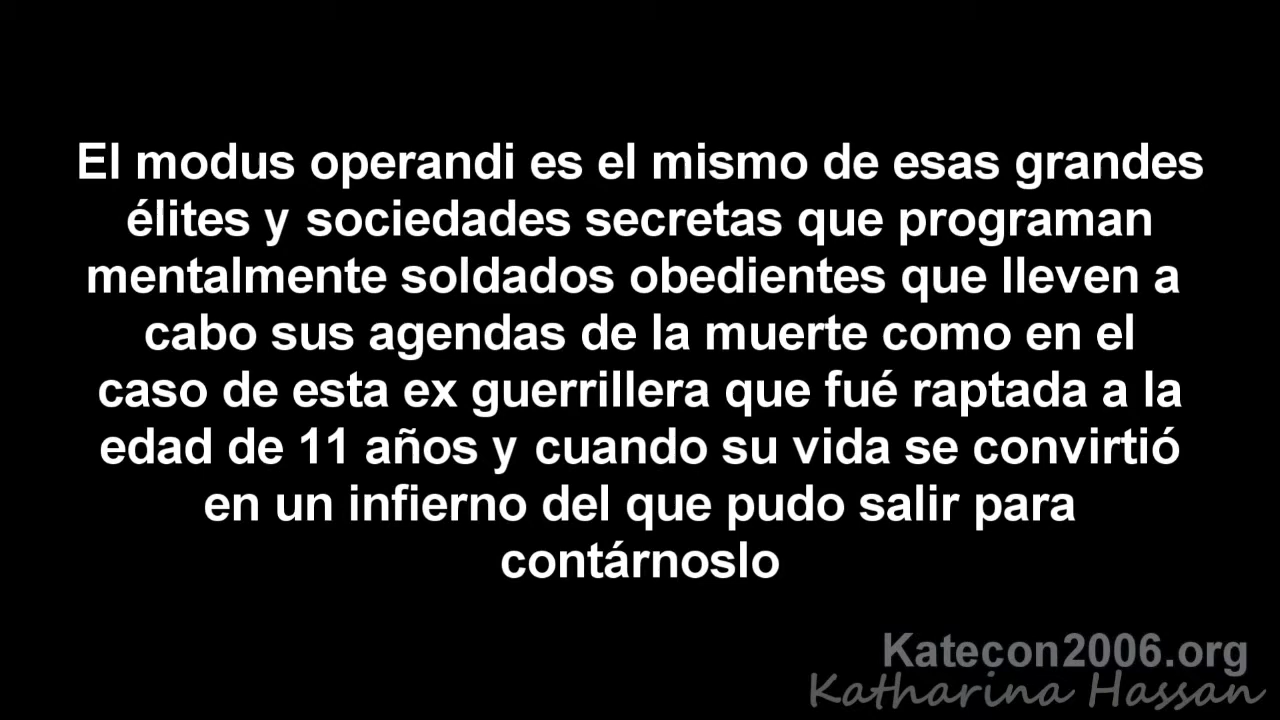 El modus operandi es el mismo de esas grandes
élites y sociedades secretas que programan
mentalmente soldados obedientes que lleven a
cabo sus agendas de la muerte como en el
caso de esta ex guerrillera que fué raptada a la
edad de 11 años y cuando su vida se convirtió
en un infierno del que pudo salir para
contárnoslo
Katecon2006.org
Katharina Hassan